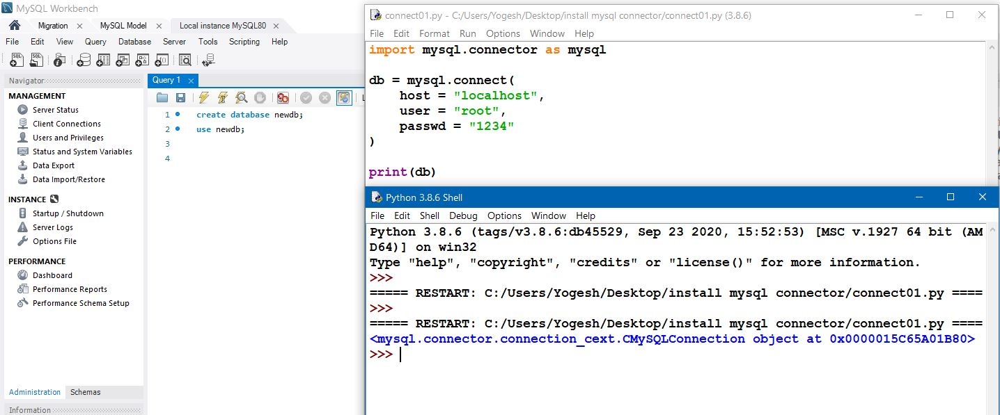 MySQL Workbench
Migration
MySQL Model
Local instance MySQL80
File Edit View Query Database Server Tools Scripting Help
Navigator
MANAGEMENT
Server Status
Client Connections
Users and Privileges
Status and System Variables
Data Export
Data Import/Restore
INSTANCE
Startup / Shutdown
Server Logs
Options File
PERFORMANCE
Dashboard
Performance Reports
Performance Schema Setup
Administration Schemas
Information
Query 1
1 create database newdb;
2 use newdb;
3
4
connect01.py - C:/Users/Yogesh/Desktop/install mysql connector/connect01.py (3.8.6)
File Edit Format Run Options Window Help
import mysql.connector as mysql
db = mysql.connect(
host = "localhost",
user = "root",
passwd = "1234"
)
print(db)
Python 3.8.6 Shell
File Edit Shell Debug Options Window Help
Python 3.8.6 (tags/v3.8.6:db45529, Sep 23 2020, 15:52:53) [MSC v.1927 64 bit (AM
D64)] on win32
Type "help", "copyright", "credits" or "license()" for more information.
>>>
===== RESTART: C:/Users/Yogesh/Desktop/install mysql connector/connect01.py ====
>>>
===== RESTART: C:/Users/Yogesh/Desktop/install mysql connector/connect01.py ====
<mysql.connector.connection_cext.CMySQLConnection object at 0x0000015C65A01B80>
>>>